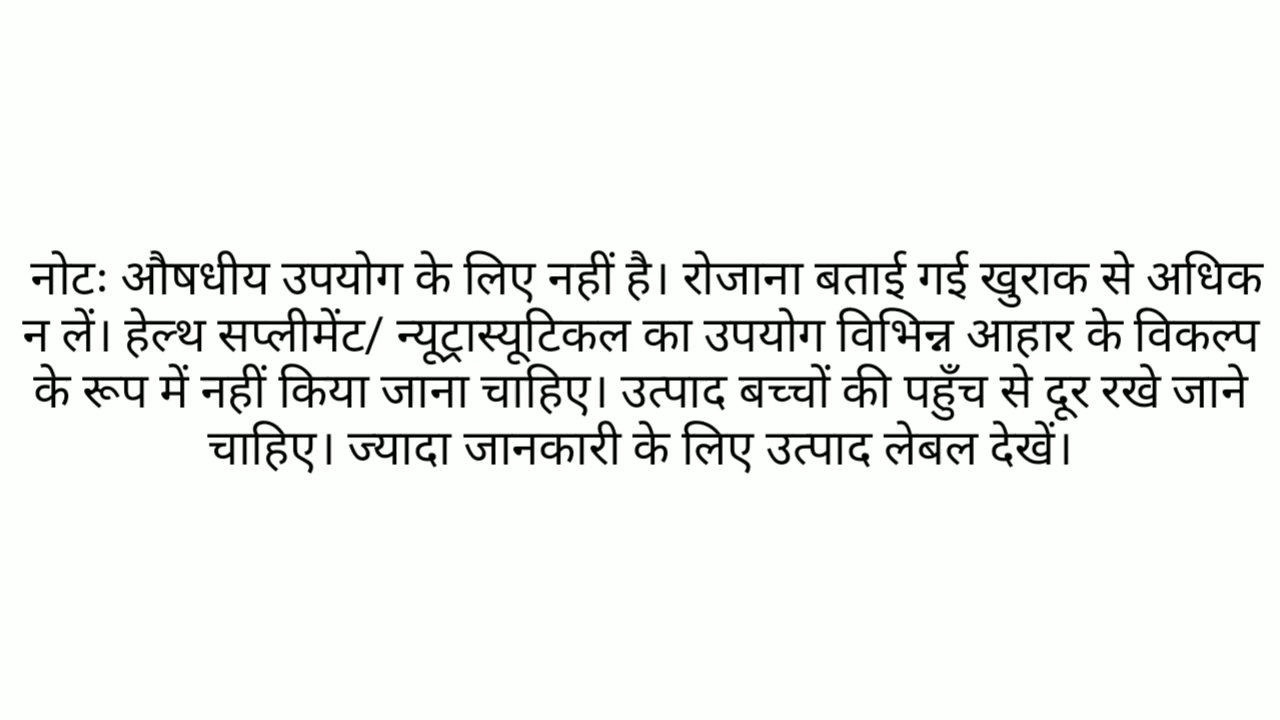 नोटः औषधीय उपयोग के लिए नहीं है। रोजाना बताई गई खुराक से अधिक
न लें। हेल्थ सप्लीमेंट/ न्यूट्रास्यूटिकल का उपयोग विभिन्न आहार के विकल्प
के रूप में नहीं किया जाना चाहिए। उत्पाद बच्चों की पहुँच से दूर रखे जाने
चाहिए। ज्यादा जानकारी के लिए उत्पाद लेबल देखें।